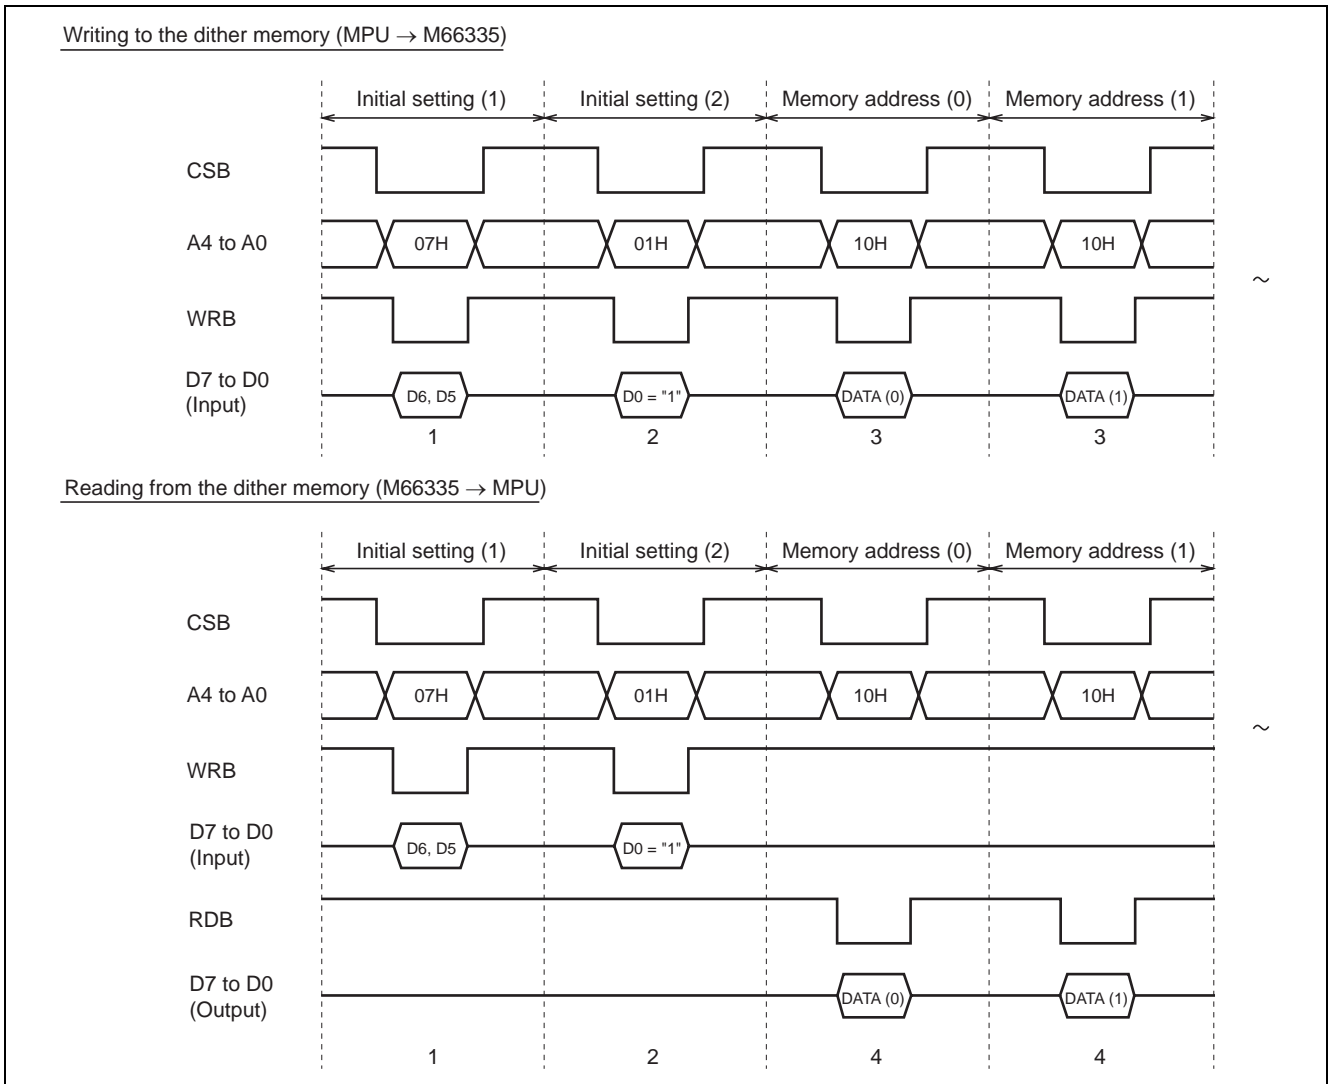 Writing to the dither memory (MPU → M66335)
Initial setting (1) Initial setting (2) Memory address (0) Memory address (1)
CSB
A4 to A0 07H 01H 10H 10H
~
WRB
D7 to D0
(Input) D6, D5 D0 = "1" DATA (0) DATA (1)
1 2 3 3
Reading from the dither memory (M66335 → MPU)
Initial setting (1) Initial setting (2) Memory address (0) Memory address (1)
CSB
A4 to A0 07H 01H 10H 10H
~
WRB
D7 to D0
(Input) D6, D5 D0 = "1"
RDB
D7 to D0
(Output) DATA (0) DATA (1)
1 2 4 4